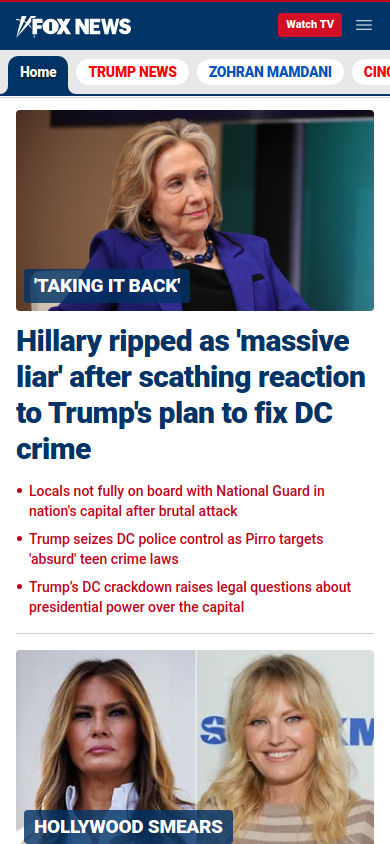 FOX NEWS
Watch TV
Home
TRUMP NEWS
ZOHRAN MAMDANI
'TAKING IT BACK'
Hillary ripped as 'massive
liar' after scathing reaction
to Trump's plan to fix DC
crime
Locals not fully on board with National Guard in
nation's capital after brutal attack
Trump seizes DC police control as Pirro targets
'absurd' teen crime laws
Trump's DC crackdown raises legal questions about
presidential power over the capital
HOLLYWOOD SMEARS